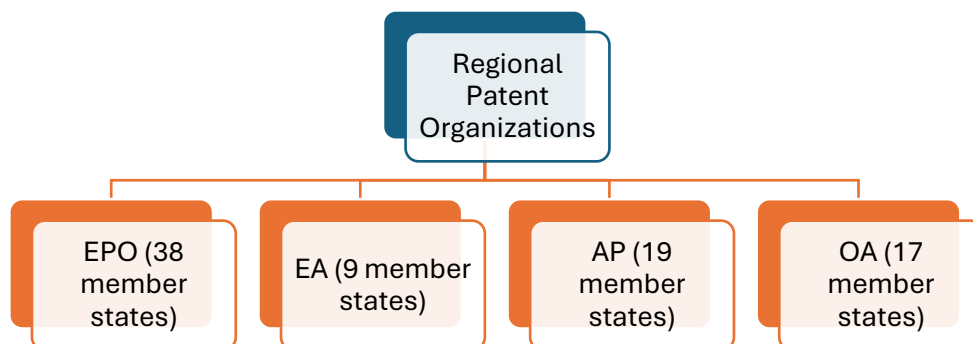 Regional
Patent
Organizations
EPO (38
member
states)
EA (9 member
states)
AP (19
member
states)
OA (17
member
states)